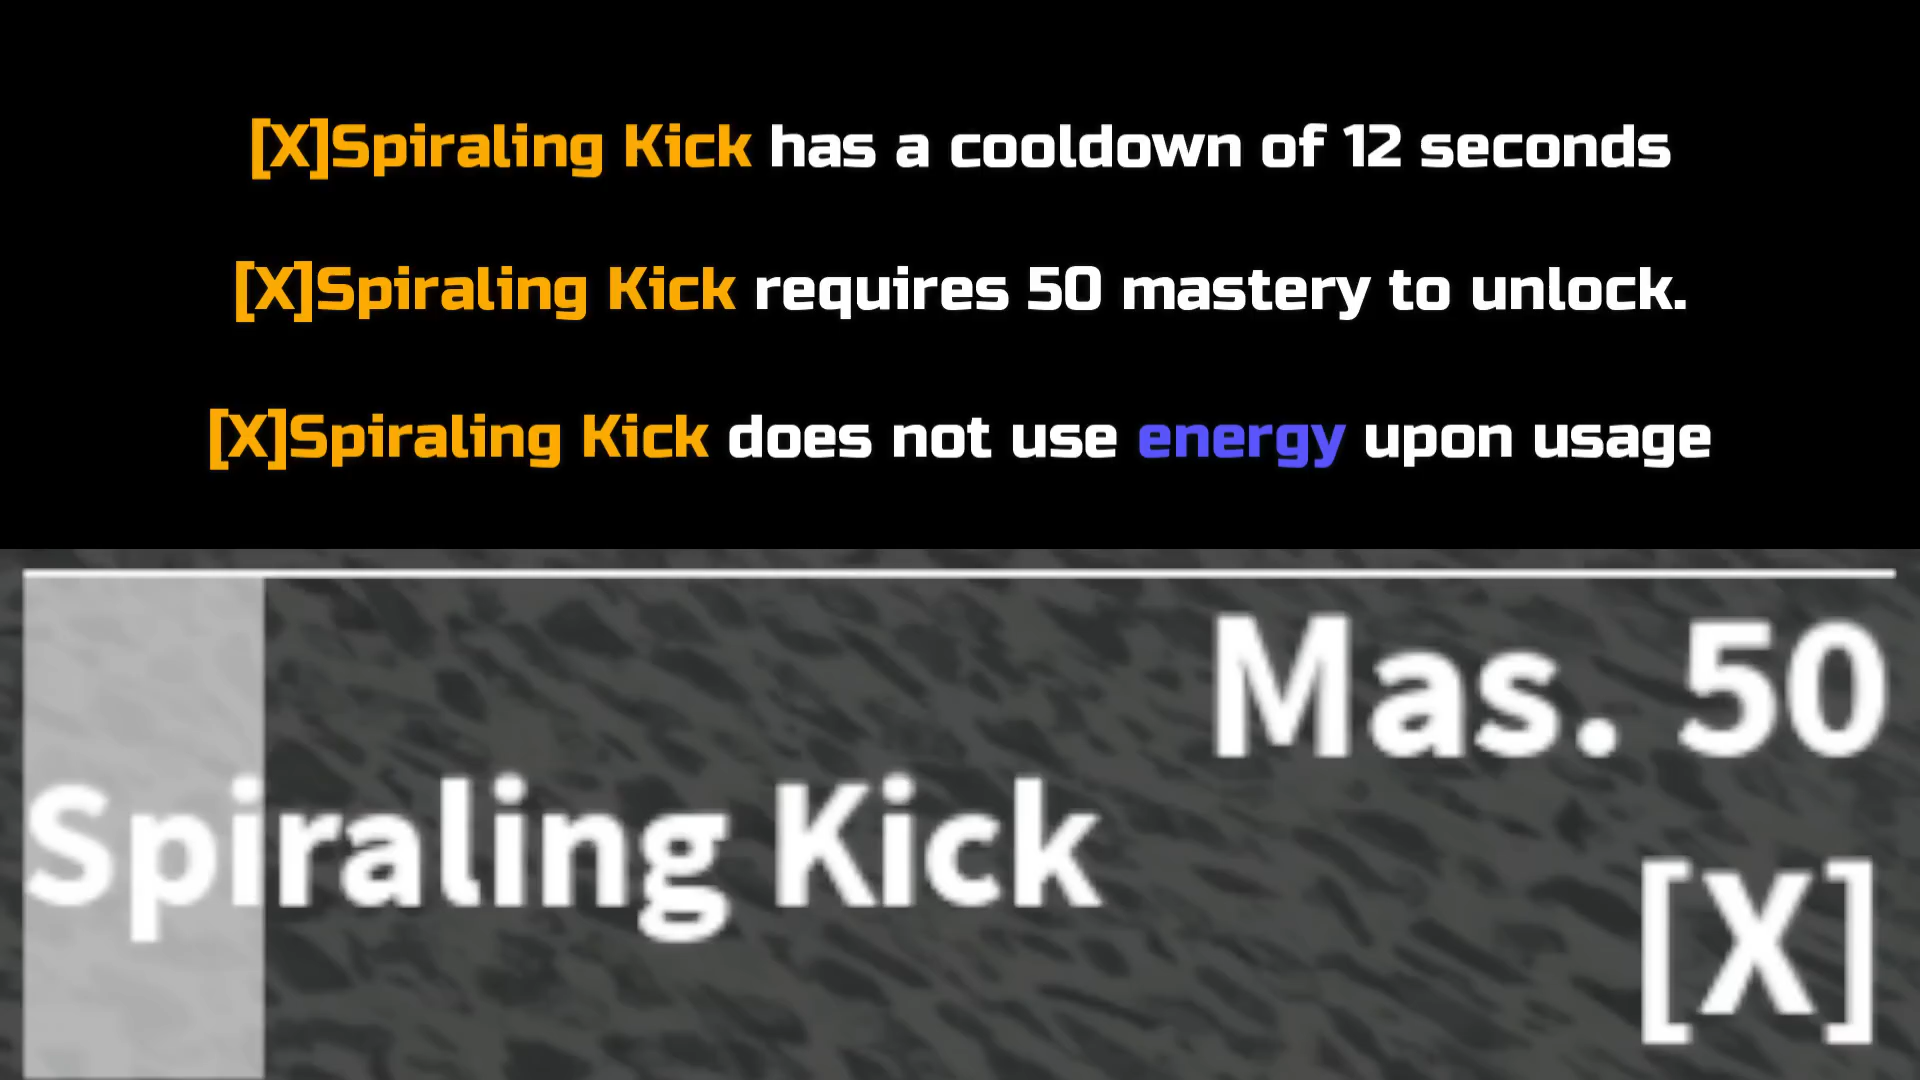 [X]Spiraling Kick has a cooldown of 12 seconds
[X]Spiraling Kick requires 50 mastery to unlock.
[X]Spiraling Kick does not use energy upon usage
Mas. 50
Spiraling Kick
[X]